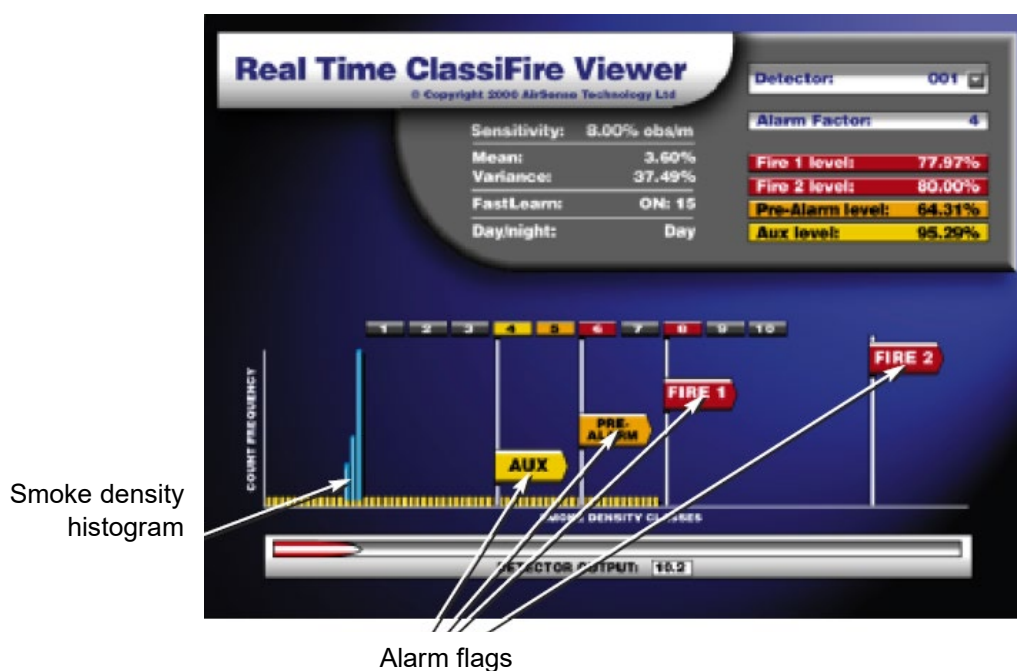 Real Time ClassiFire Viewer
© Copyright 2000 AirSense Technology Ltd
Detector: 001
Alarm Factor: 4
Sensitivity: 8.00% obs/m
Mean: 3.60%
Variance: 37.49%
FastLearn: ON: 15
Day/night: Day
Fire 1 level: 77.97%
Fire 2 level: 80.00%
Pre-Alarm level: 64.31%
Aux level: 95.29%
1 2 3 4 5 6 7 8 9 10
FIRE 2
FIRE 1
PRE-
ALARM
AUX
COUNT FREQUENCY
SMOKE DENSITY CLASSES
DETECTOR OUTPUT: 10.2
Smoke density
histogram
Alarm flags